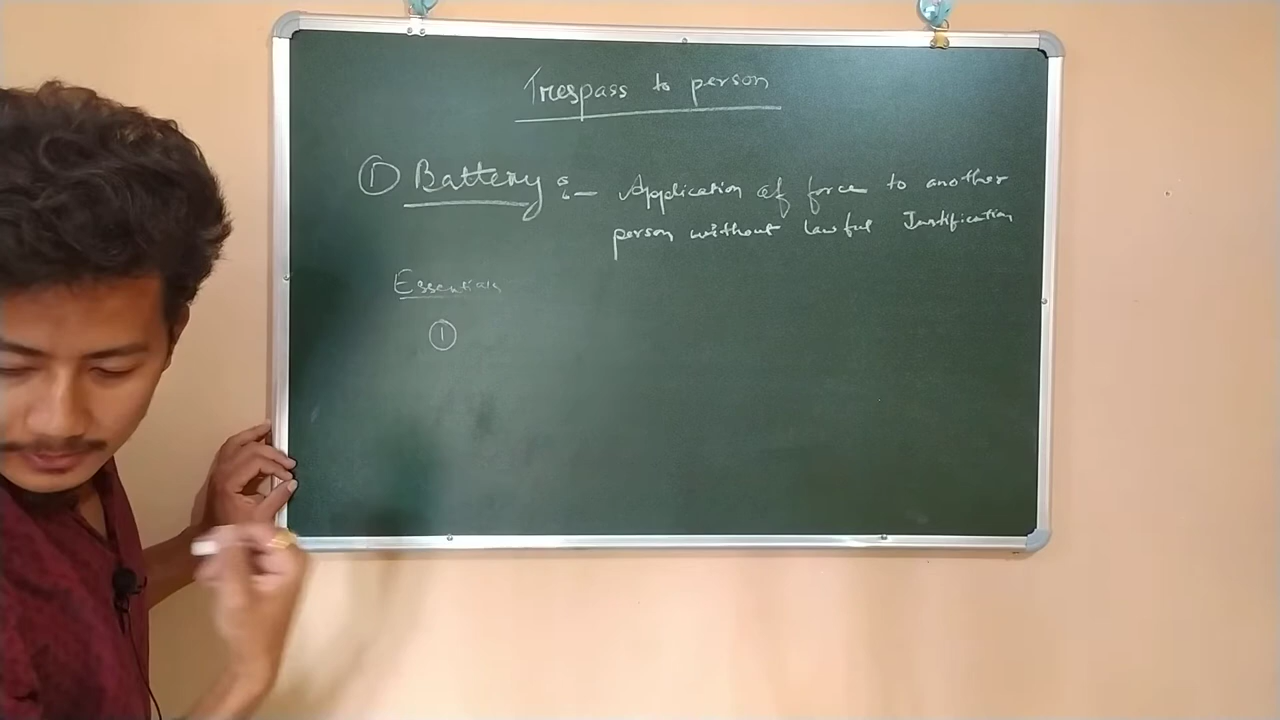 Trespass to person
① Battery :- Application of force to another
person without lawful Justification
Essentials
①